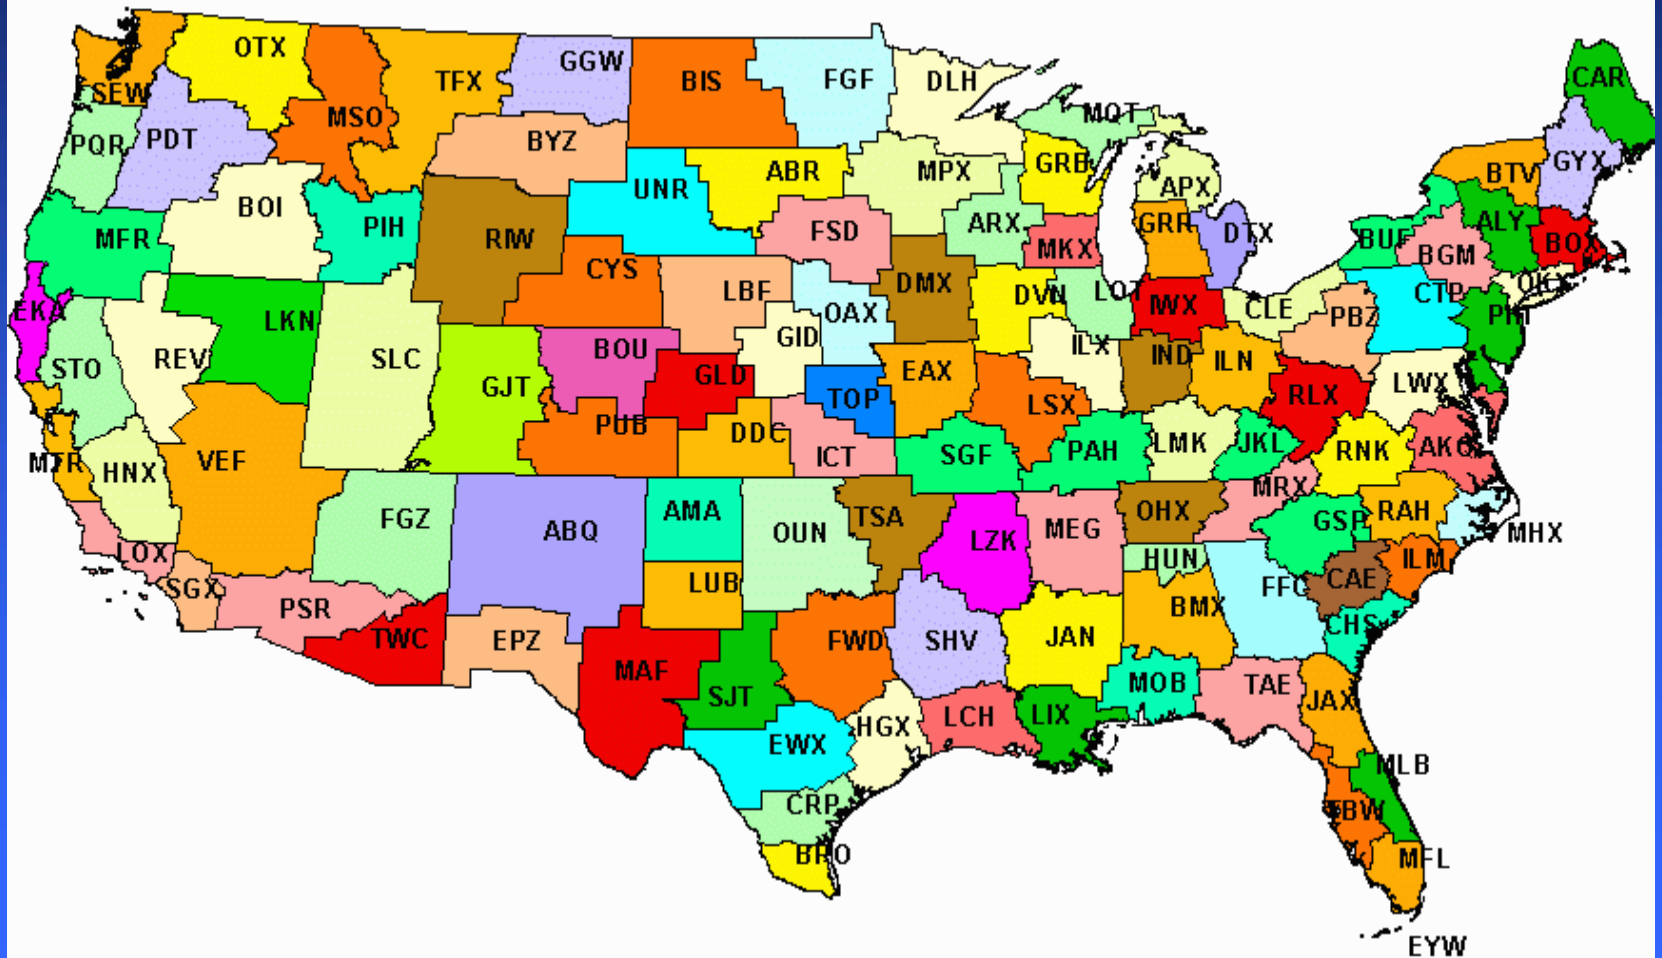 OTX
GGW
TFX
BIS
FGF
DLH
CAR
SEW
MSO
MQT
PQR
PDT
BYZ
GYX
GRB
MPX
ABR
BTV
UNR
APX
BOI
ALY
PIH
ARX
GRR
FSD
DTX
MFR
RIW
BUF
BOX
MKX
BGM
CYS
DMX
OKX
LBF
DVN
LOT
CTP
EKA
OAX
IWX
CLE
LKN
PBZ
PHI
GID
ILX
BOU
REV
SLC
IND
ILN
STO
GLD
EAX
LWX
GJT
TOP
RLX
LSX
PUB
DDC
LMK
JKL
AKQ
PAH
RNK
ICT
SGF
VEF
MTR
HNX
MRX
AMA
RAH
OHX
TSA
GSP
FGZ
ABQ
OUN
MEG
MHX
LZK
LOX
HUN
ILM
CAE
LUB
FFC
SGX
PSR
BMX
CHS
JAN
TWC
EPZ
FWD
SHV
MAF
MOB
TAE
SJT
JAX
LCH
LIX
HGX
EWX
MLB
CRP
TBW
BRO
MFL
EYW